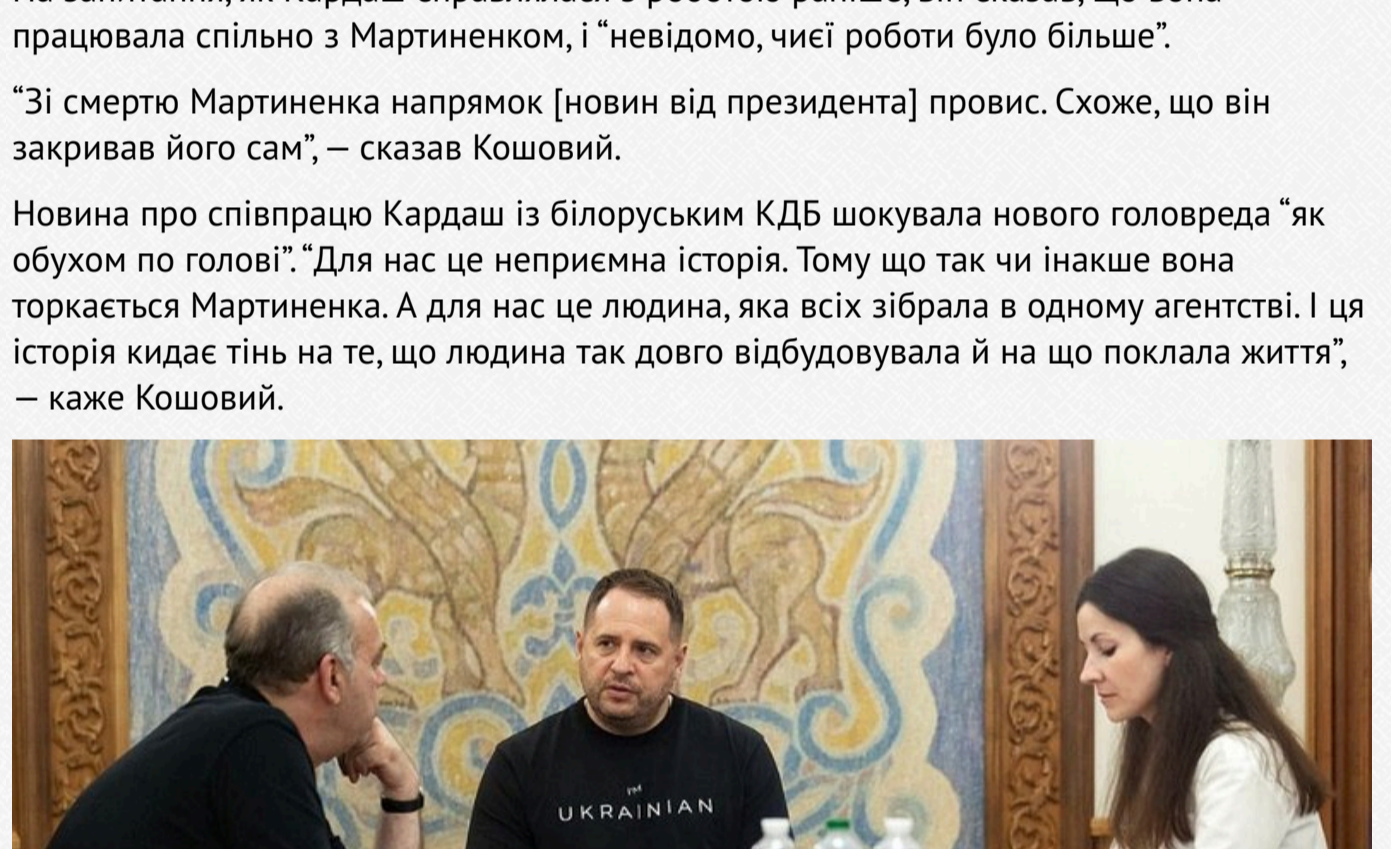 працювала спільно з Мартиненком, і “невідомо, чиєї роботи було більше”.
“Зі смертю Мартиненка напрямок [новин від президента] провис. Схоже, що він
закривав його сам”, — сказав Кошовий.
Новина про співпрацю Кардаш із білоруським КДБ шокувала нового головреда “як
обухом по голові”. “Для нас це неприємна історія. Тому що так чи інакше вона
торкається Мартиненка. А для нас це людина, яка всіх зібрала в одному агентстві. І ця
історія кидає тінь на те, що людина так довго відбудовувала й на що поклала життя”,
— каже Кошовий.
I'M
UKRAINIAN